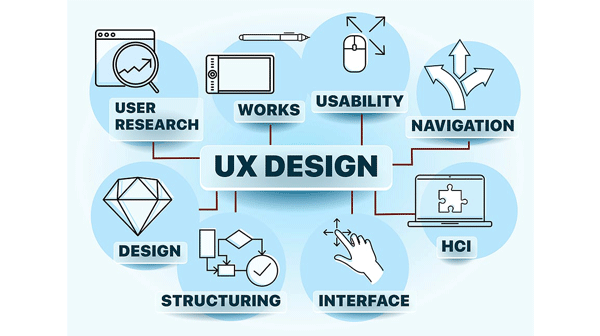 USER
RESEARCH
WORKS
USABILITY
NAVIGATION
UX DESIGN
DESIGN
STRUCTURING
INTERFACE
HCI